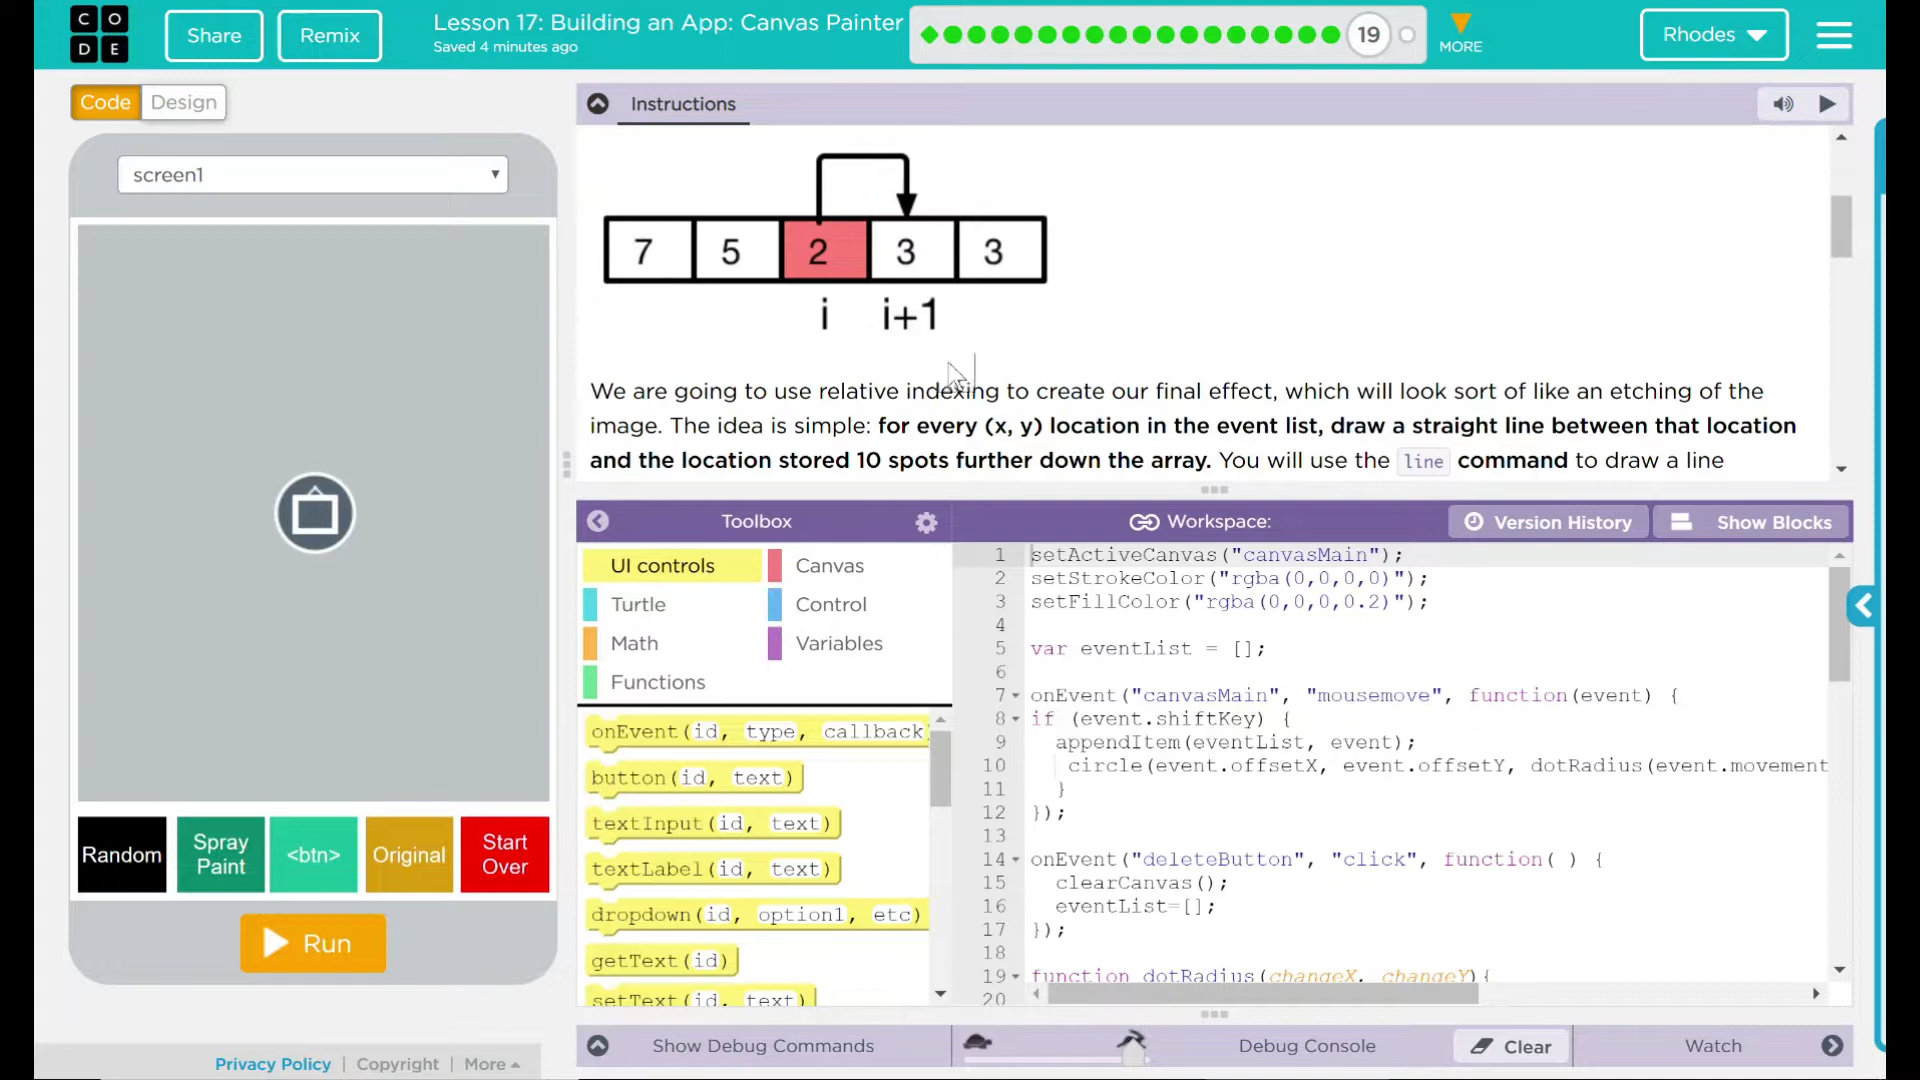 CODE
Share
Remix
Lesson 17: Building an App: Canvas Painter
Saved 4 minutes ago
19
MORE
Rhodes
Code
Design
Instructions
screen1
7 5 2 3 3
i i+1
We are going to use relative indexing to create our final effect, which will look sort of like an etching of the
image. The idea is simple: for every (x, y) location in the event list, draw a straight line between that location
and the location stored 10 spots further down the array. You will use the line command to draw a line
Toolbox
Workspace:
Version History
Show Blocks
UI controls
Canvas
Turtle
Control
Math
Variables
Functions
onEvent(id, type, callback)
button(id, text)
textInput(id, text)
textLabel(id, text)
dropdown(id, option1, etc)
getText(id)
setText(id, text)
1 setActiveCanvas("canvasMain");
2 setStrokeColor("rgba(0,0,0,0)");
3 setFillColor("rgba(0,0,0,0.2)");
4
5 var eventList = [];
6
7 onEvent("canvasMain", "mousemove", function(event) {
8 if (event.shiftKey) {
9 appendItem(eventList, event);
10 circle(event.offsetX, event.offsetY, dotRadius(event.movement
11 }
12 });
13
14 onEvent("deleteButton", "click", function( ) {
15 clearCanvas();
16 eventList=[];
17 });
18
19 function dotRadius(changeX, changeY){
20
Random
Spray
Paint
<btn>
Original
Start
Over
Run
Show Debug Commands
Debug Console
Clear
Watch
Privacy Policy | Copyright | More